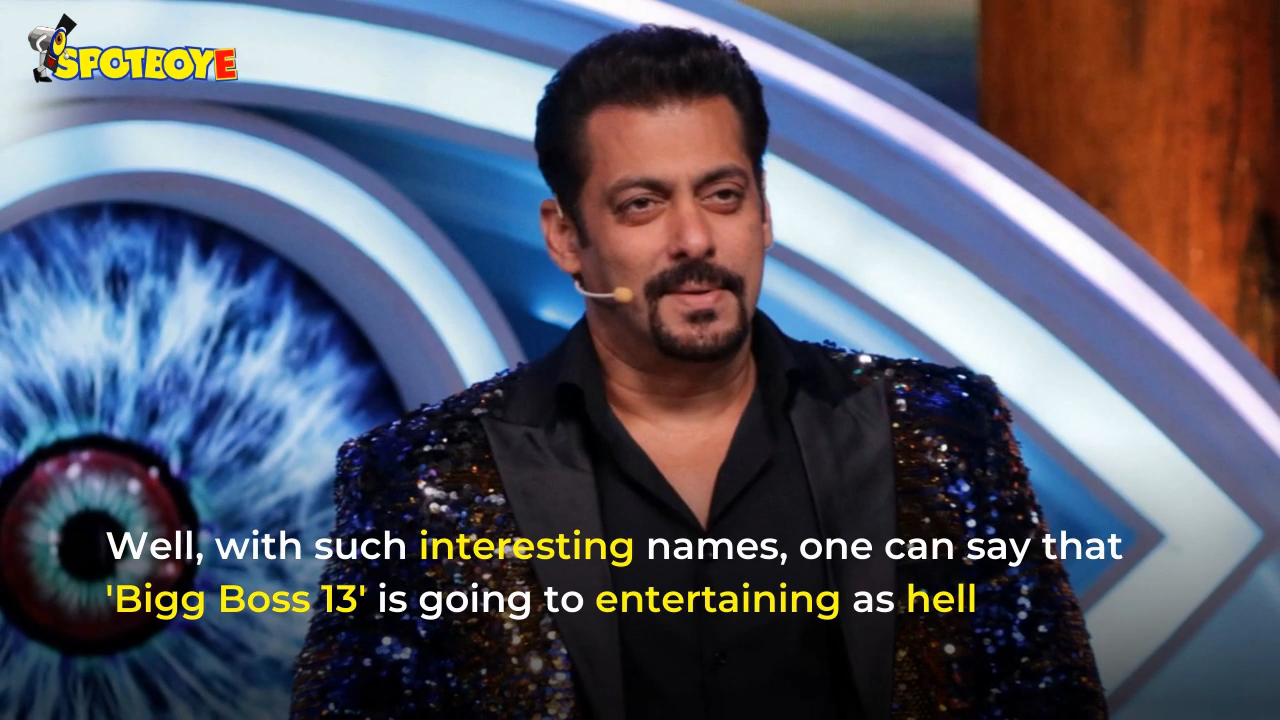 SPOTBOYE
Well, with such interesting names, one can say that
'Bigg Boss 13' is going to entertaining as hell